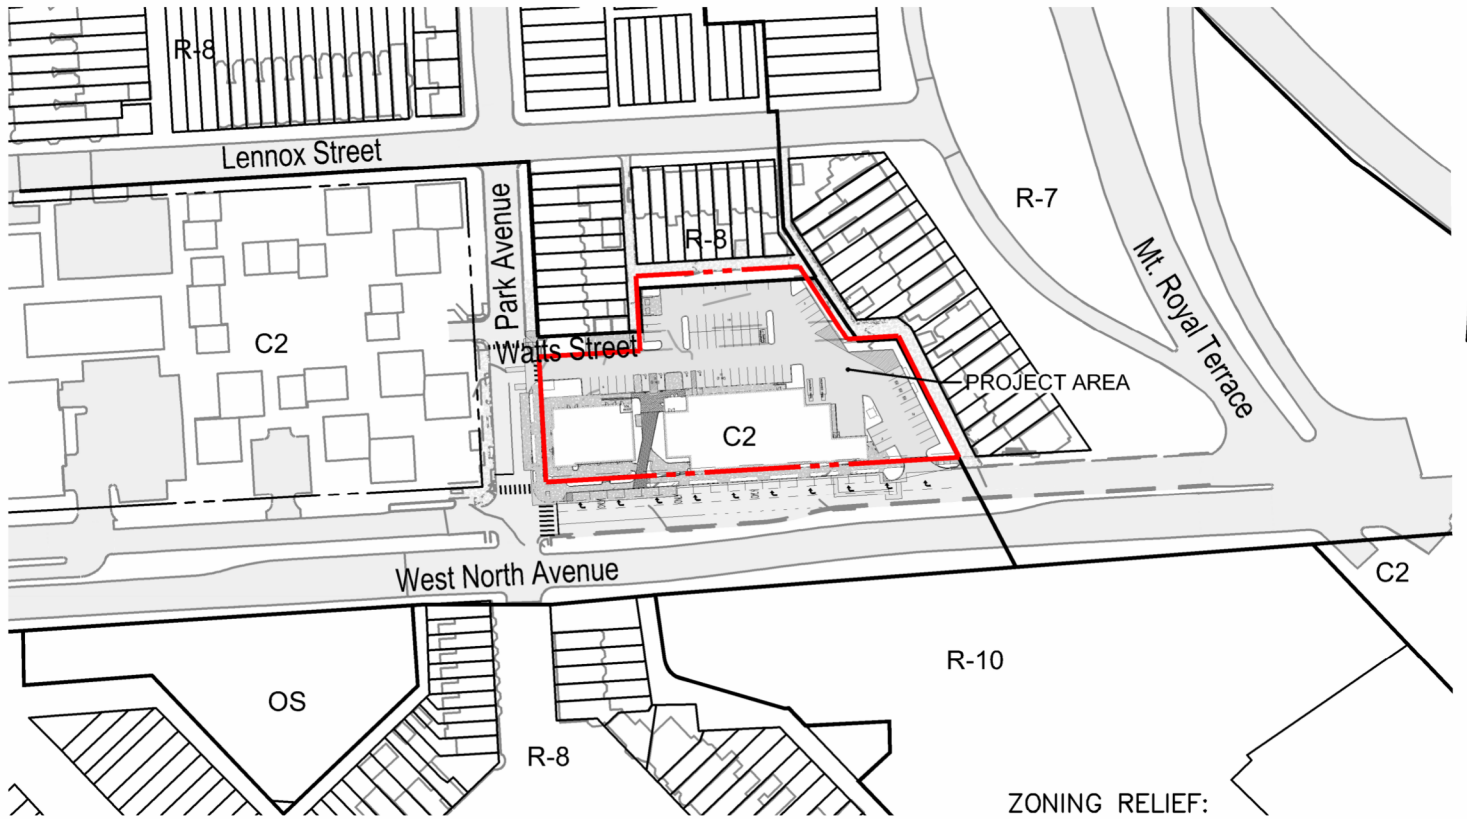 R-8
Lennox Street
Park Avenue
R-8
R-7
Mt. Royal Terrace
C2
Watts Street
PROJECT AREA
C2
West North Avenue
C2
R-10
OS
R-8
ZONING RELIEF: